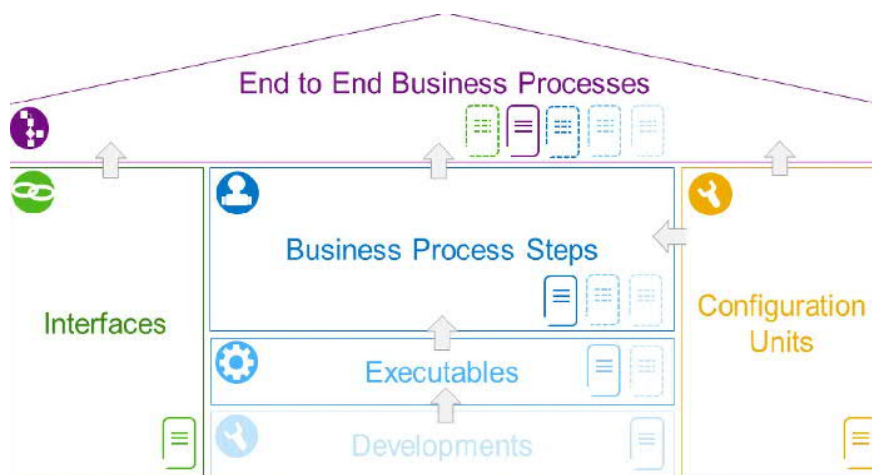 End to End Business Processes
Business Process Steps
Interfaces
Configuration
Units
Executables
Developments